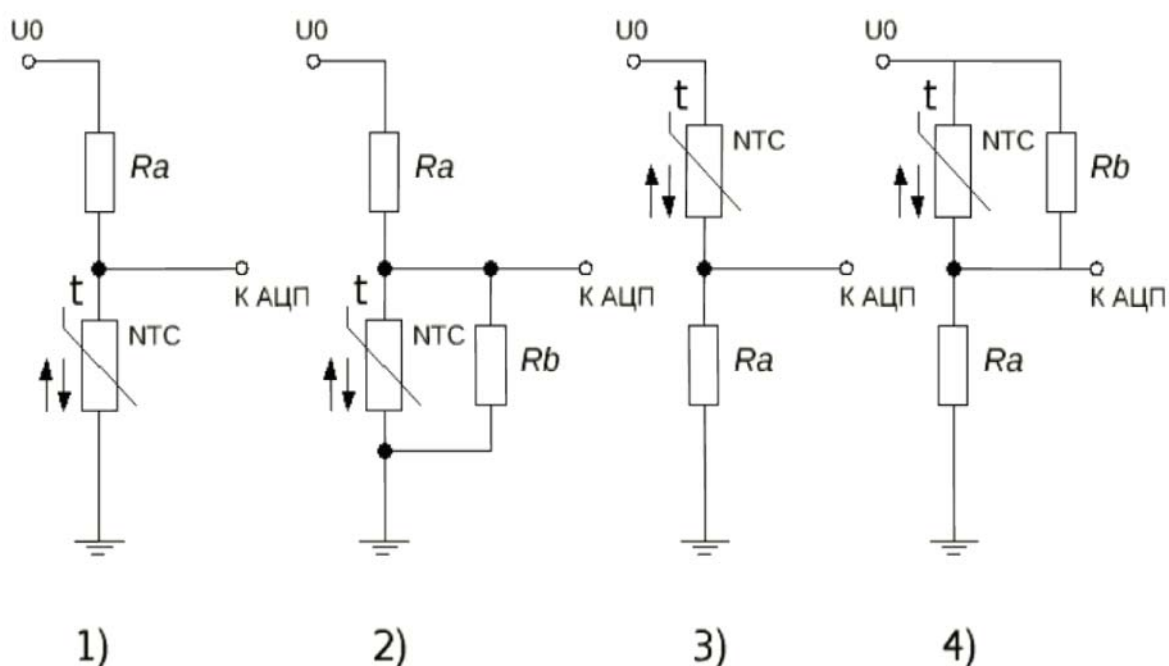 U0 U0 U0 U0
t t
NTC NTC
Ra Ra Rb
К АЦП К АЦП К АЦП К АЦП
t t
NTC NTC
Rb Ra Ra
1) 2) 3) 4)